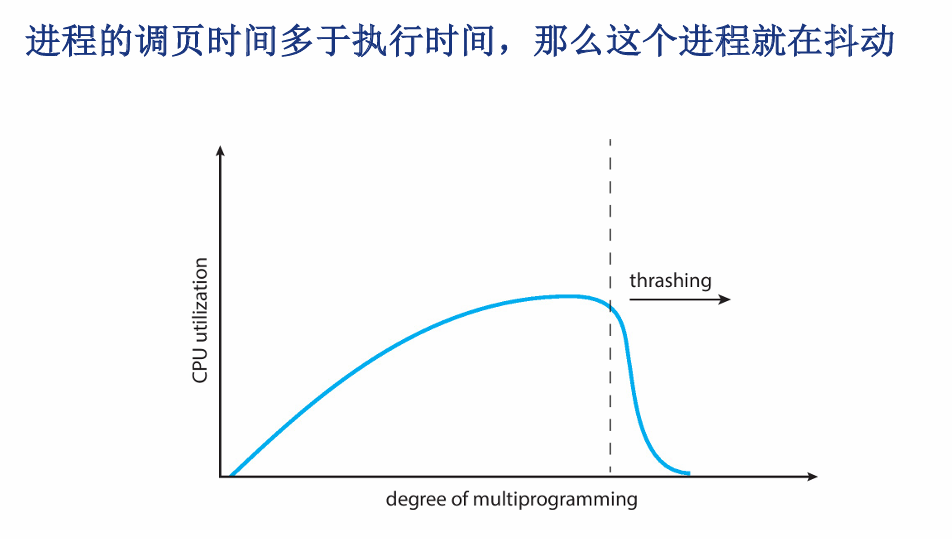 进程的调页时间多于执行时间，那么这个进程就在抖动
thrashing
CPU utilization
degree of multiprogramming